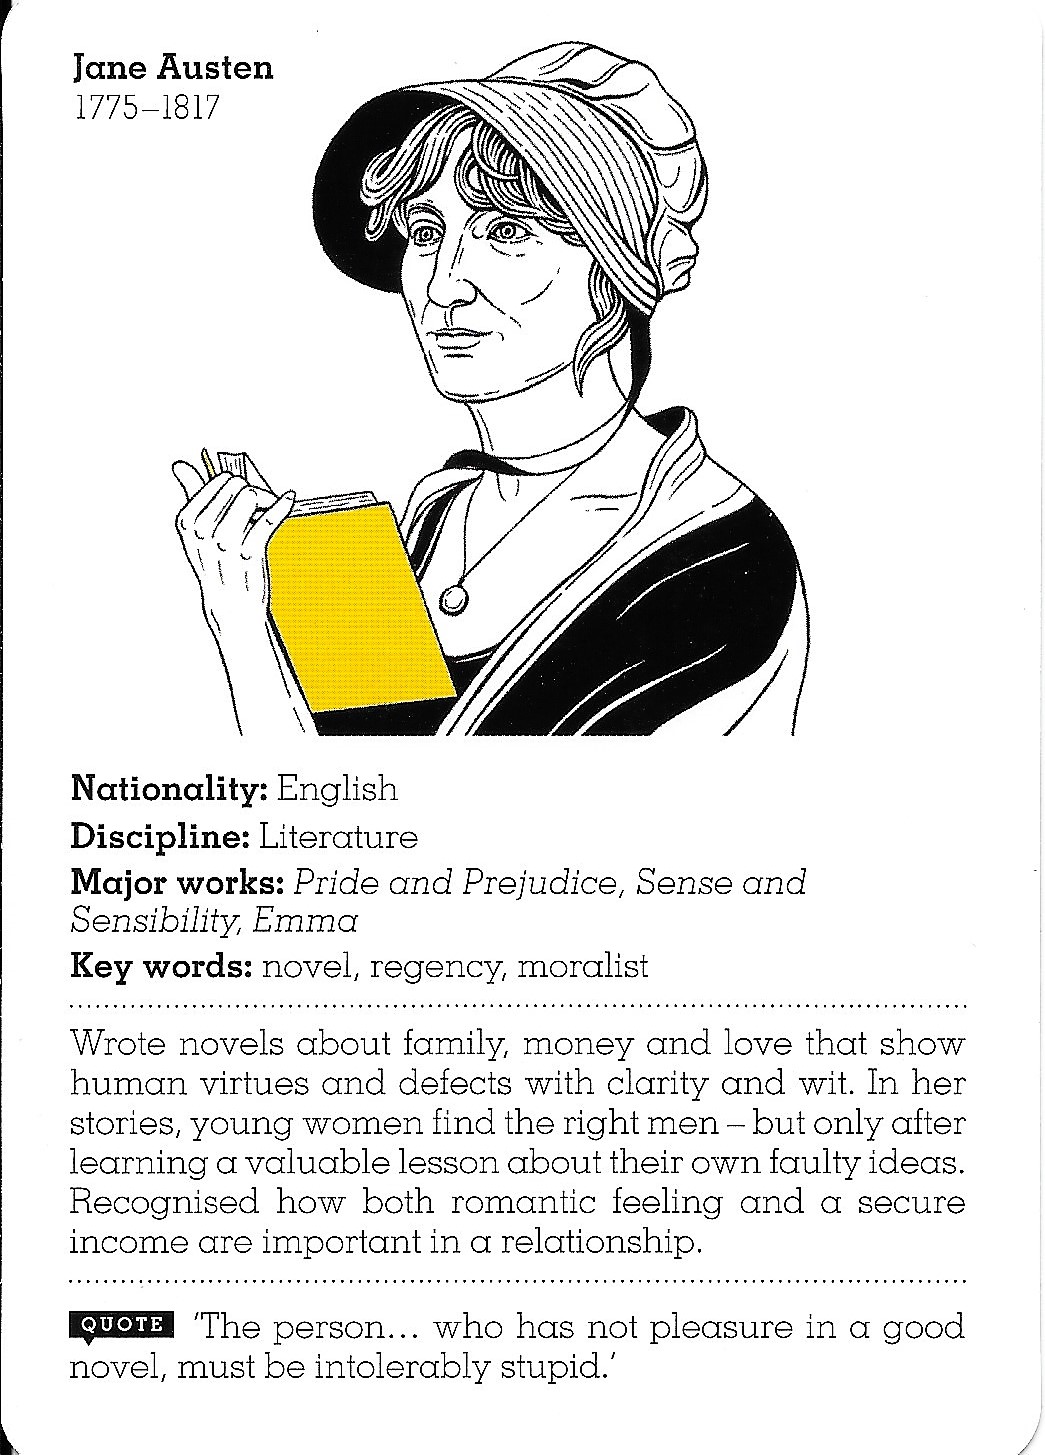 Jane Austen
1775–1817
Nationality: English
Discipline: Literature
Major works: Pride and Prejudice, Sense and
Sensibility, Emma
Key words: novel, regency, moralist
Wrote novels about family, money and love that show
human virtues and defects with clarity and wit. In her
stories, young women find the right men – but only after
learning a valuable lesson about their own faulty ideas.
Recognised how both romantic feeling and a secure
income are important in a relationship.
QUOTE 'The person... who has not pleasure in a good
novel, must be intolerably stupid.'